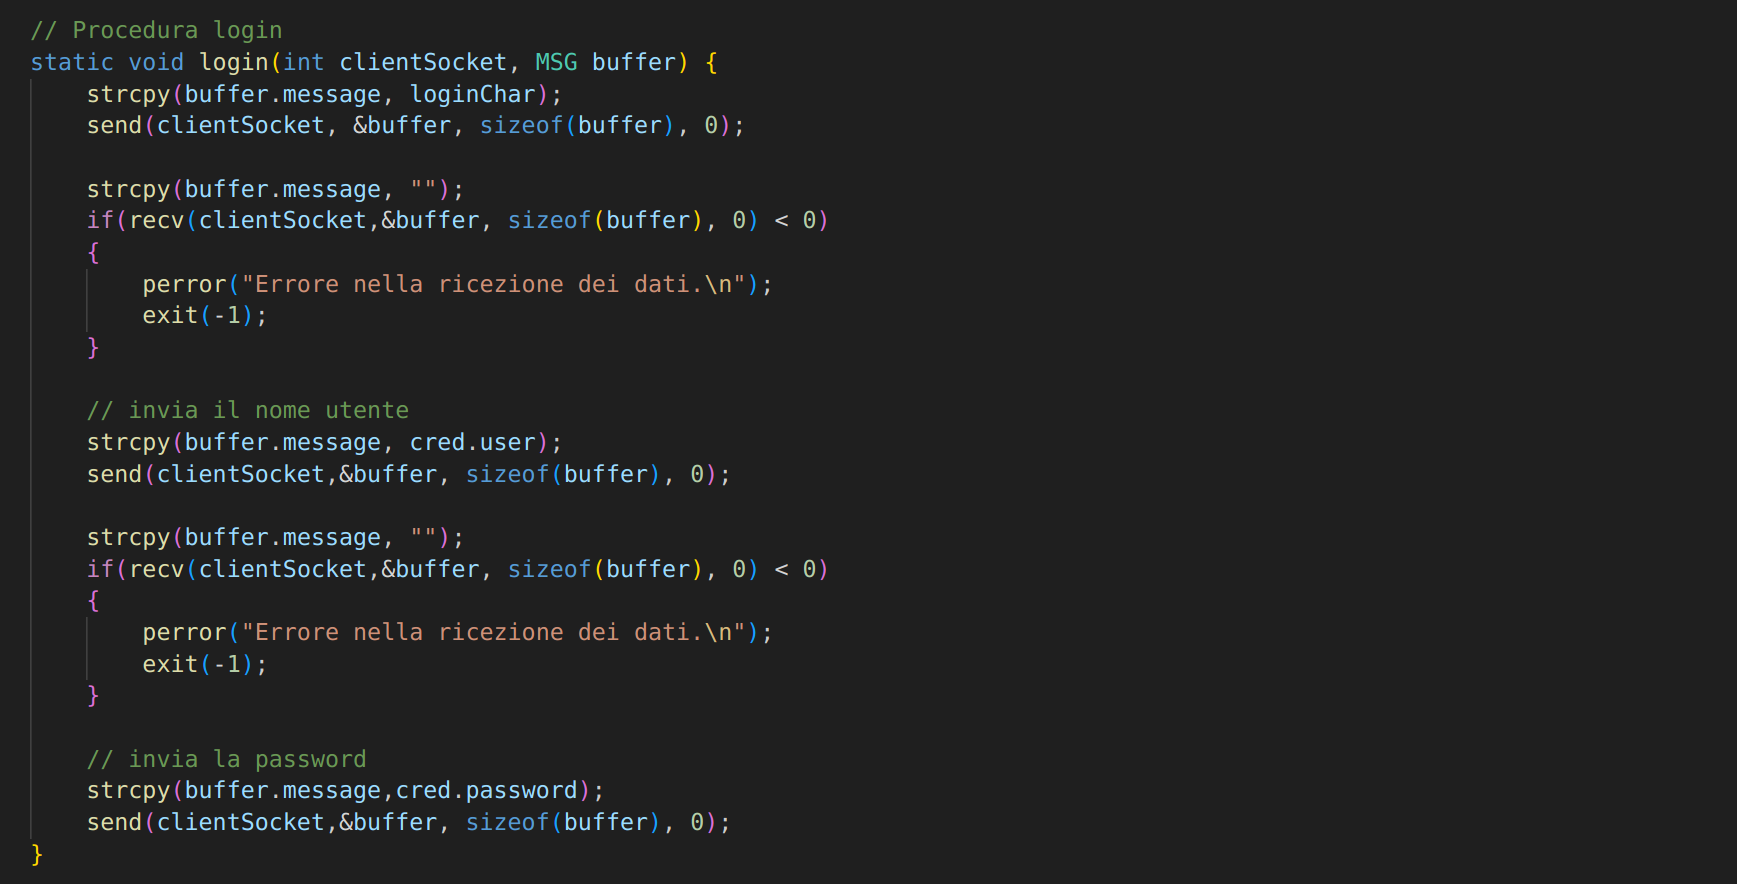 // Procedura login
static void login(int clientSocket, MSG buffer) {
    strcpy(buffer.message, loginChar);
    send(clientSocket, &buffer, sizeof(buffer), 0);

    strcpy(buffer.message, "");
    if(recv(clientSocket,&buffer, sizeof(buffer), 0) < 0)
    {
        perror("Errore nella ricezione dei dati.\n");
        exit(-1);
    }

    // invia il nome utente
    strcpy(buffer.message, cred.user);
    send(clientSocket,&buffer, sizeof(buffer), 0);

    strcpy(buffer.message, "");
    if(recv(clientSocket,&buffer, sizeof(buffer), 0) < 0)
    {
        perror("Errore nella ricezione dei dati.\n");
        exit(-1);
    }

    // invia la password
    strcpy(buffer.message,cred.password);
    send(clientSocket,&buffer, sizeof(buffer), 0);
}